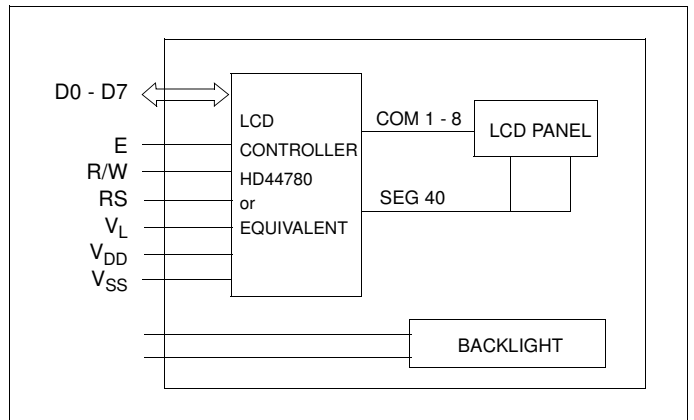 D0 - D7
E
R/W
RS
VL
VDD
VSS
LCD
CONTROLLER
HD44780
or
EQUIVALENT
COM 1 - 8
SEG 40
LCD PANEL
BACKLIGHT